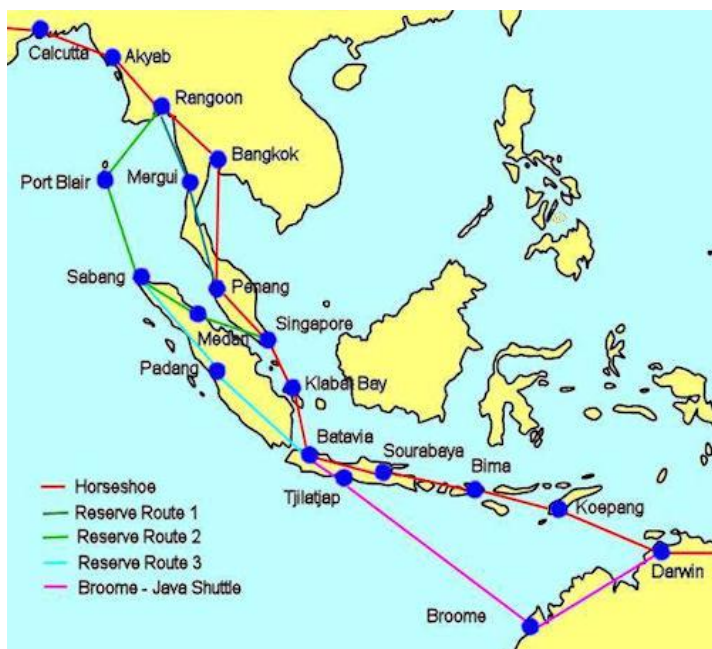 Calcutta
Akyab
Rangoon
Bangkok
Port Blair
Mergui
Sabang
Penang
Medan
Singapore
Padang
Klabat Bay
Batavia
Sourabaya
Bima
Tjilatjap
Koepang
Horseshoe
Reserve Route 1
Reserve Route 2
Reserve Route 3
Broome - Java Shuttle
Darwin
Broome